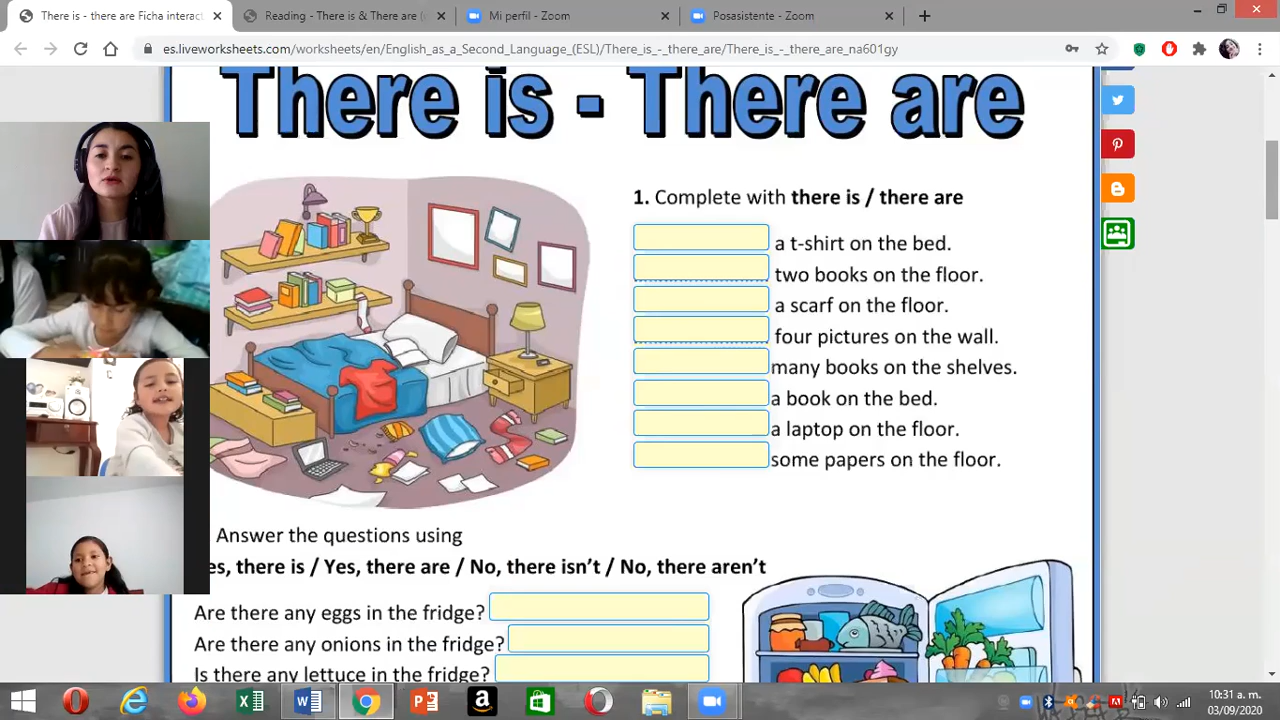 There is - there are Ficha interac
Reading - There is & There are (
Mi perfil - Zoom
Posasistente - Zoom
es.liveworksheets.com/worksheets/en/English_as_a_Second_Language_(ESL)/There_is_-_there_are/There_is_-_there_are_na601gy
There is - There are
1. Complete with there is / there are
a t-shirt on the bed.
two books on the floor.
a scarf on the floor.
four pictures on the wall.
many books on the shelves.
a book on the bed.
a laptop on the floor.
some papers on the floor.
Answer the questions using
es, there is / Yes, there are / No, there isn't / No, there aren't
Are there any eggs in the fridge?
Are there any onions in the fridge?
Is there any lettuce in the fridge?
10:31 a. m.
03/09/2020